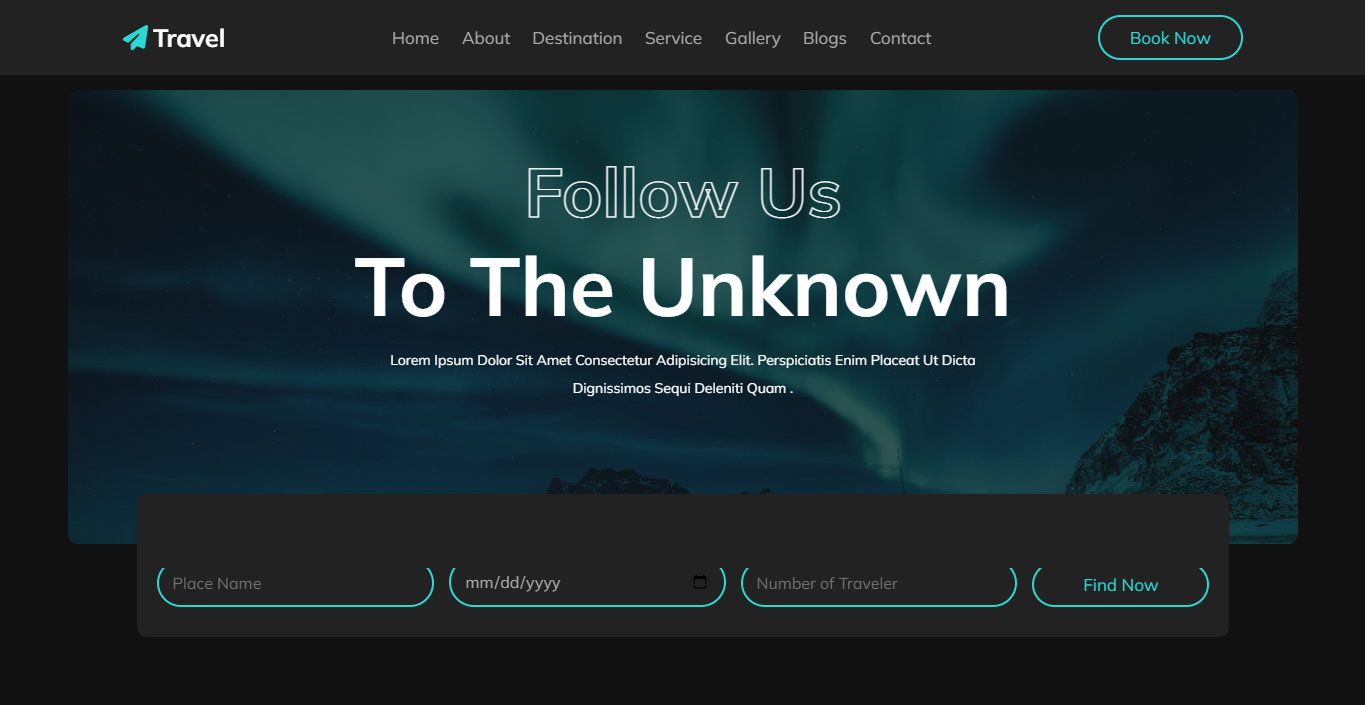 Travel
Home About Destination Service Gallery Blogs Contact
Book Now
Follow Us
To The Unknown
Lorem Ipsum Dolor Sit Amet Consectetur Adipisicing Elit. Perspiciatis Enim Placeat Ut Dicta
Dignissimos Sequi Deleniti Quam .
Place Name
mm/dd/yyyy
Number of Traveler
Find Now